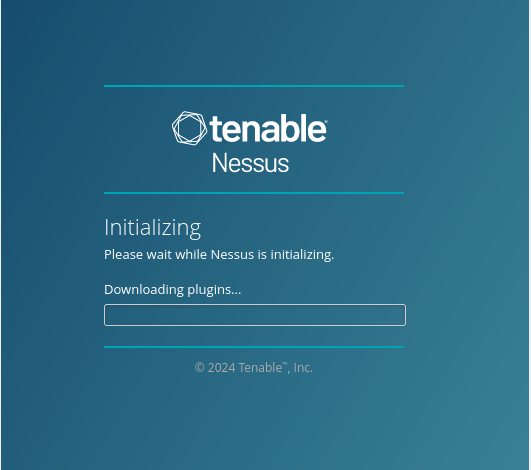 tenable
Nessus
Initializing
Please wait while Nessus is initializing.
Downloading plugins...
© 2024 Tenable™, Inc.